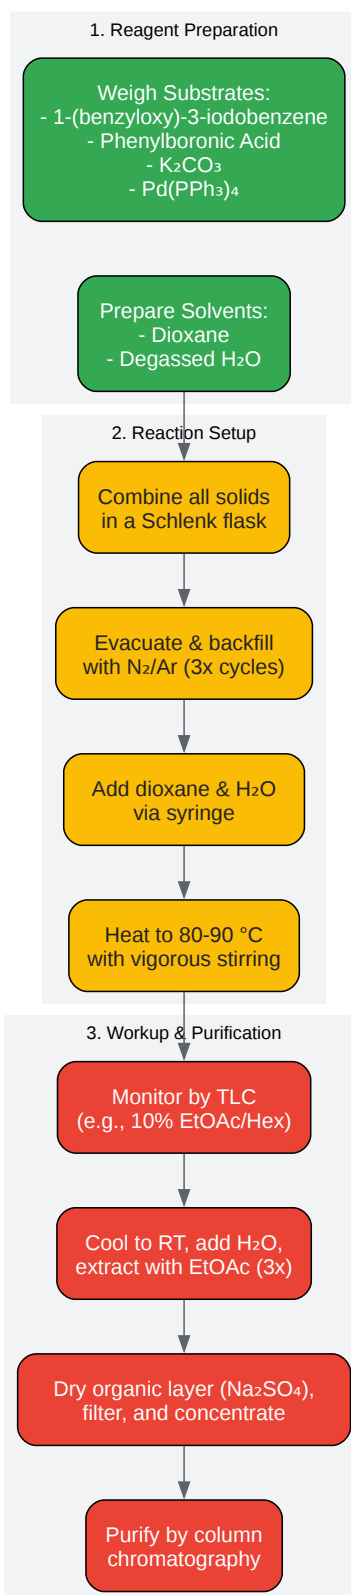 1. Reagent Preparation
Weigh Substrates:
- 1-(benzyloxy)-3-iodobenzene
- Phenylboronic Acid
- K₂CO₃
- Pd(PPh₃)₄
Prepare Solvents:
- Dioxane
- Degassed H₂O
2. Reaction Setup
Combine all solids
in a Schlenk flask
Evacuate & backfill
with N₂/Ar (3x cycles)
Add dioxane & H₂O
via syringe
Heat to 80-90 °C
with vigorous stirring
3. Workup & Purification
Monitor by TLC
(e.g., 10% EtOAc/Hex)
Cool to RT, add H₂O,
extract with EtOAc (3x)
Dry organic layer (Na₂SO₄),
filter, and concentrate
Purify by column
chromatography